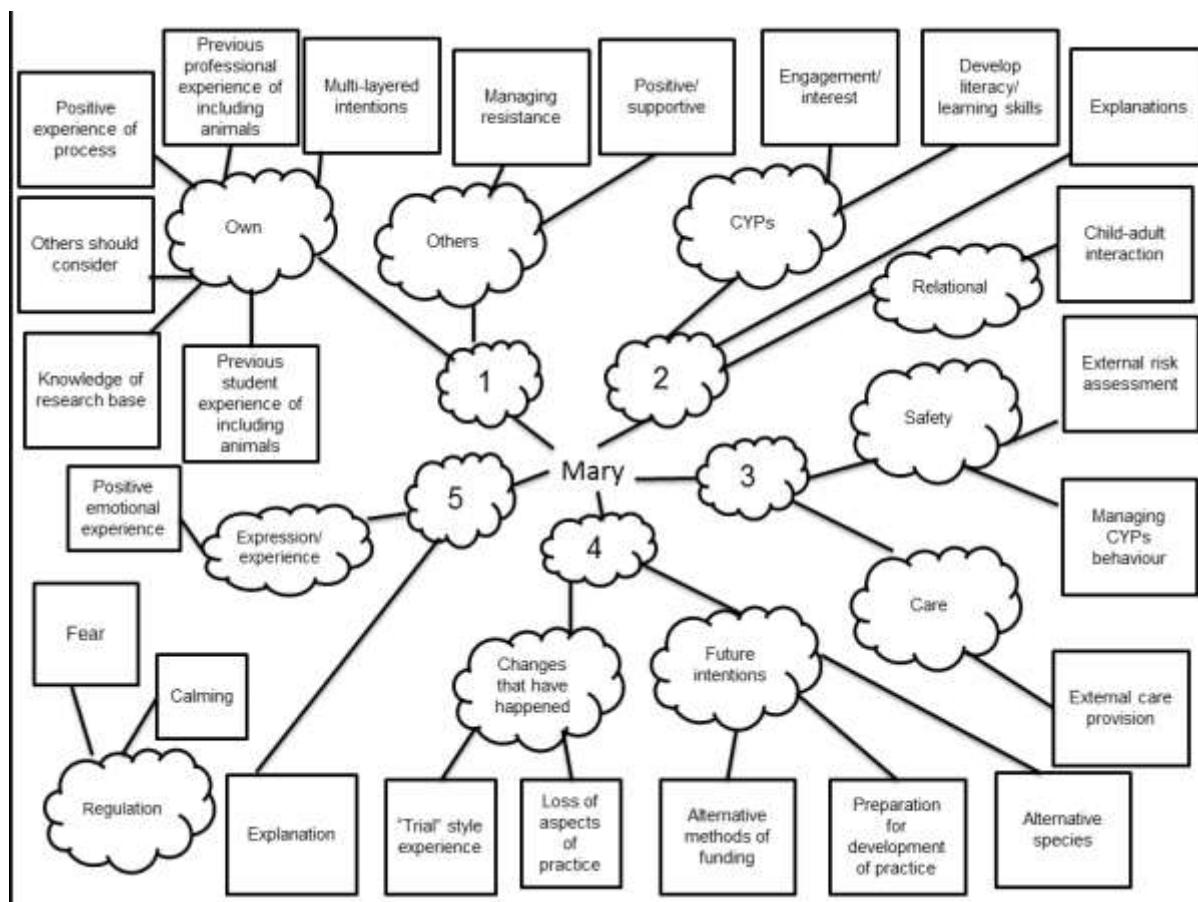 Positive
experience of
process
Previous
professional
experience of
including
animals
Multi-layered
intentions
Managing
resistance
Positive/
supportive
Engagement/
interest
Develop
literacy/
learning skills
Explanations
Others should
consider
Own
Others
CYPs
Relational
Child-adult
interaction
Knowledge of
research base
Previous
student
experience of
including
animals
1
2
Safety
External risk
assessment
Mary
3
Positive
emotional
experience
Expression/
experience
5
4
Managing
CYPs
behaviour
Care
Fear
Calming
Changes
that have
happened
Future
intentions
External care
provision
Regulation
Explanation
"Trial" style
experience
Loss of
aspects of
practice
Alternative
methods of
funding
Preparation
for
development
of practice
Alternative
species